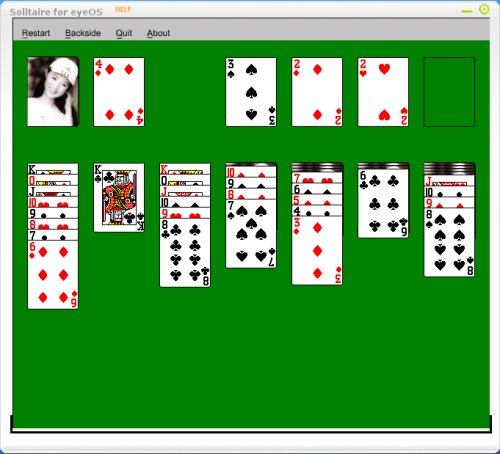 Solitaire for eyeOS HELP
Restart Backside Quit About
4 3 2 2
4 3 2 2
K K K
Q Q 10 7 6 J
J J 9 6 10
10 10 8 5 9
9 9 7 4 8
8 8 3
7
6
6 K 8 7 3 6 8